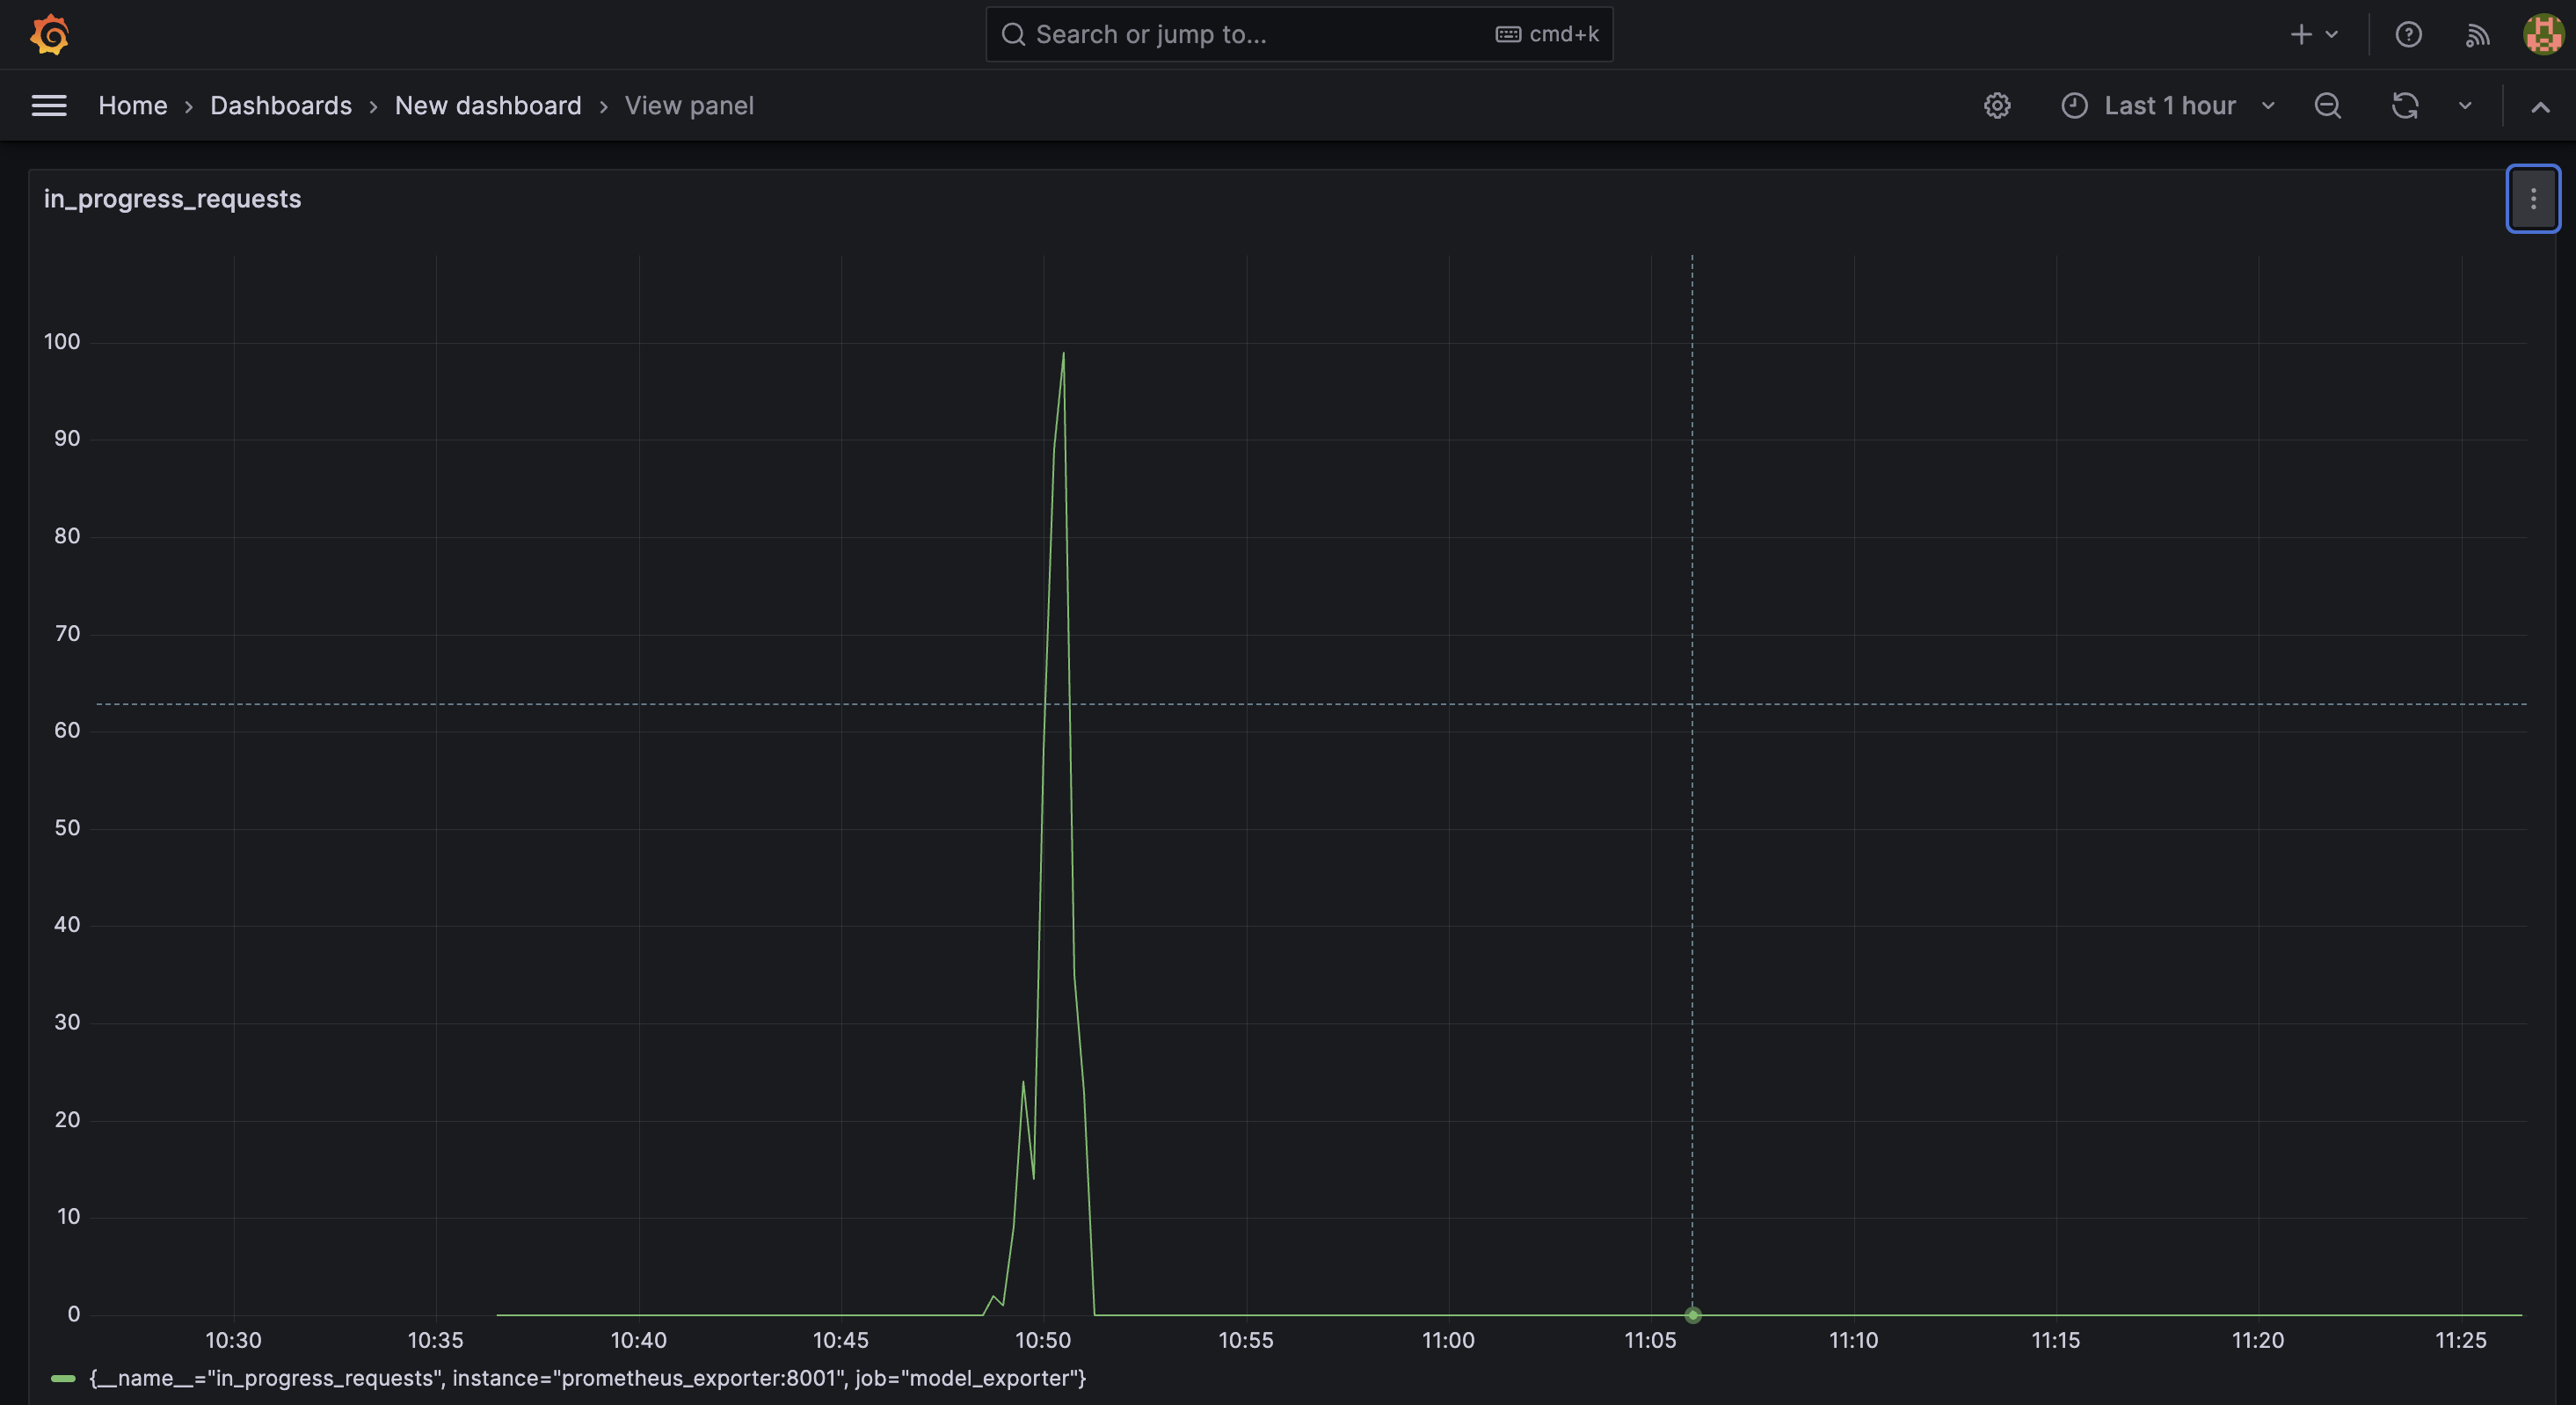 Search or jump to... cmd+k
Home > Dashboards > New dashboard > View panel Last 1 hour
in_progress_requests
100
90
80
70
60
50
40
30
20
10
0
10:30 10:35 10:40 10:45 10:50 10:55 11:00 11:05 11:10 11:15 11:20 11:25
{__name__="in_progress_requests", instance="prometheus_exporter:8001", job="model_exporter"}